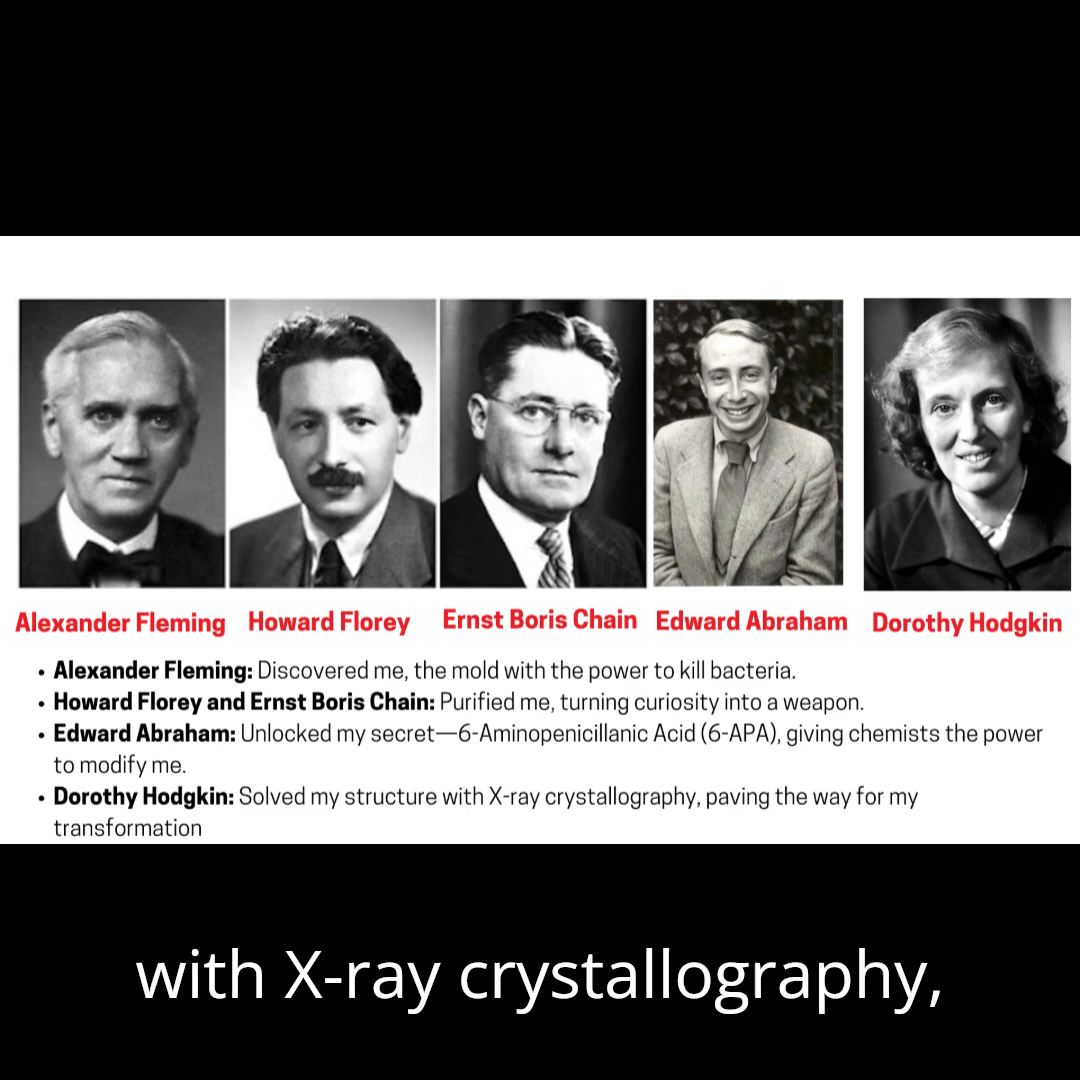 Alexander Fleming Howard Florey Ernst Boris Chain Edward Abraham Dorothy Hodgkin
• Alexander Fleming: Discovered me, the mold with the power to kill bacteria.
• Howard Florey and Ernst Boris Chain: Purified me, turning curiosity into a weapon.
• Edward Abraham: Unlocked my secret—6-Aminopenicillanic Acid (6-APA), giving chemists the power
to modify me.
• Dorothy Hodgkin: Solved my structure with X-ray crystallography, paving the way for my
transformation
with X-ray crystallography,